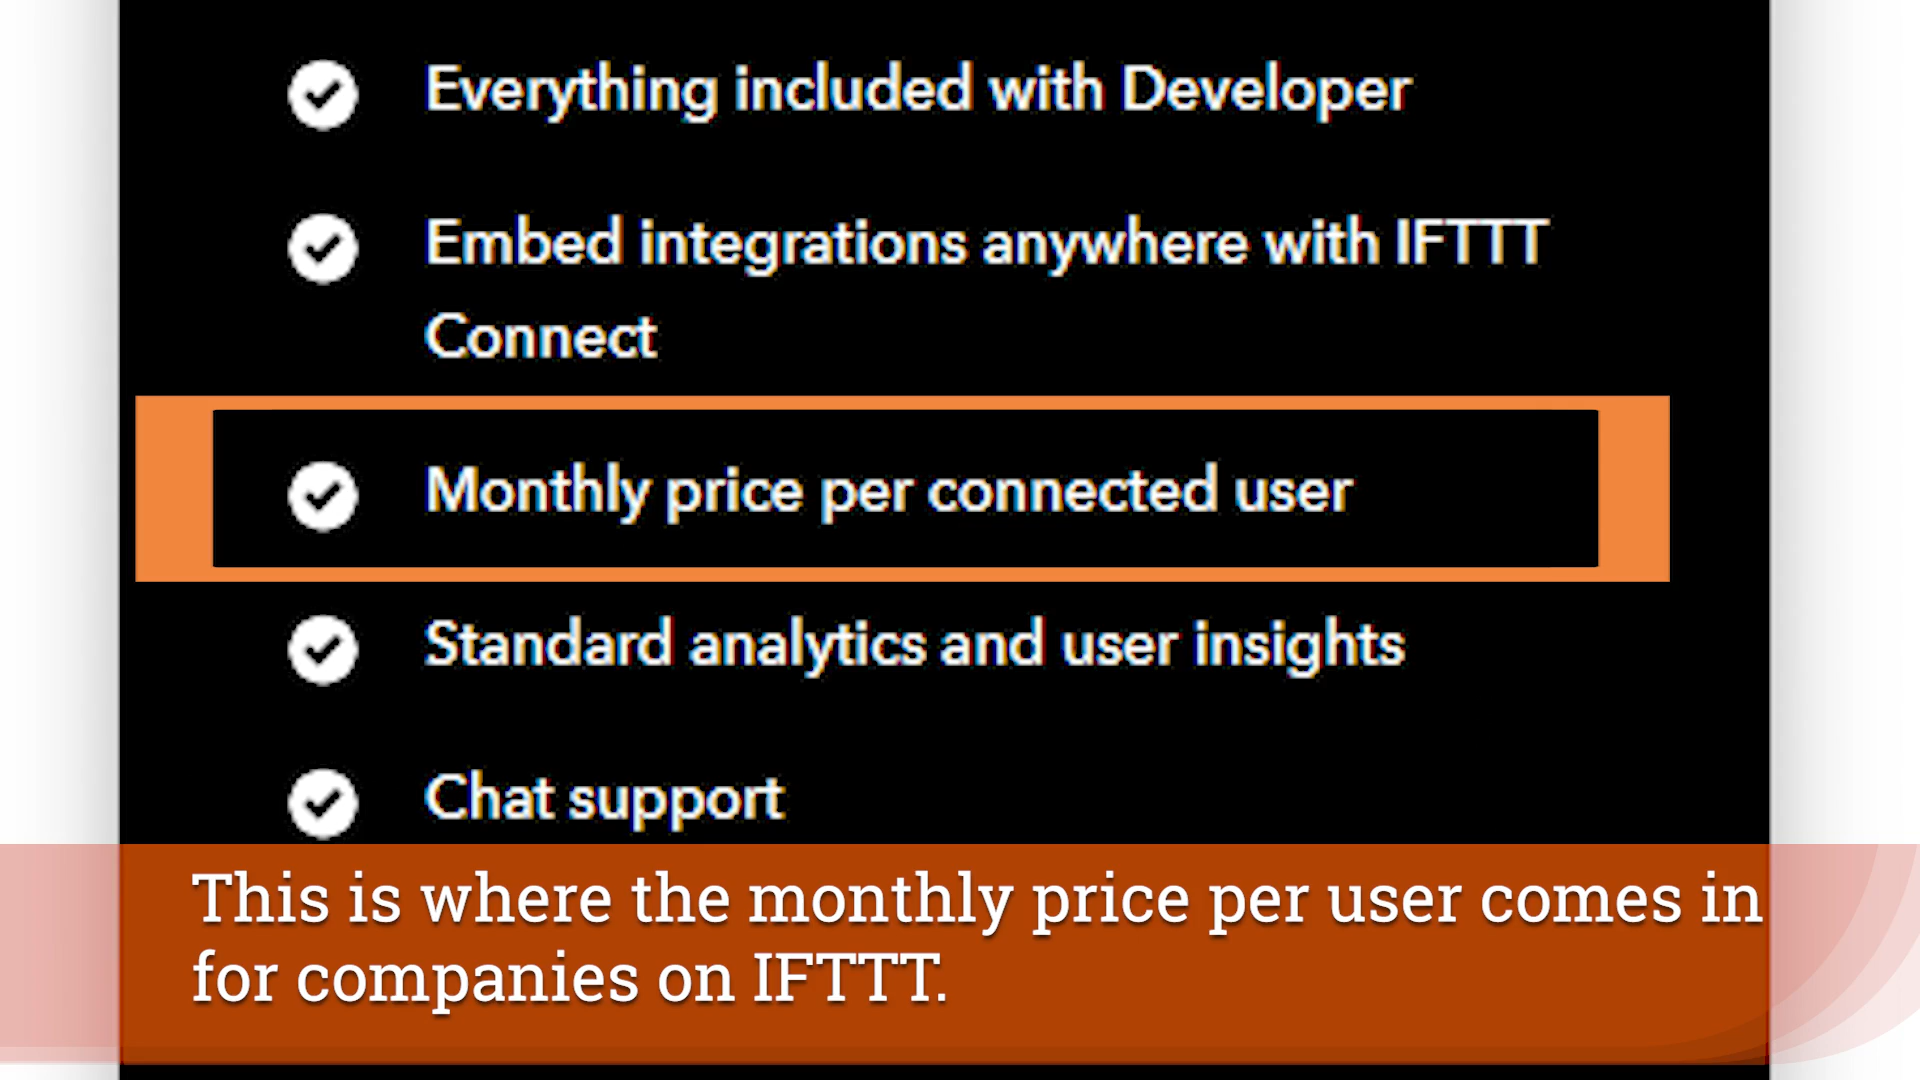 Everything included with Developer
Embed integrations anywhere with IFTTT
Connect
Monthly price per connected user
Standard analytics and user insights
Chat support
This is where the monthly price per user comes in
for companies on IFTTT.